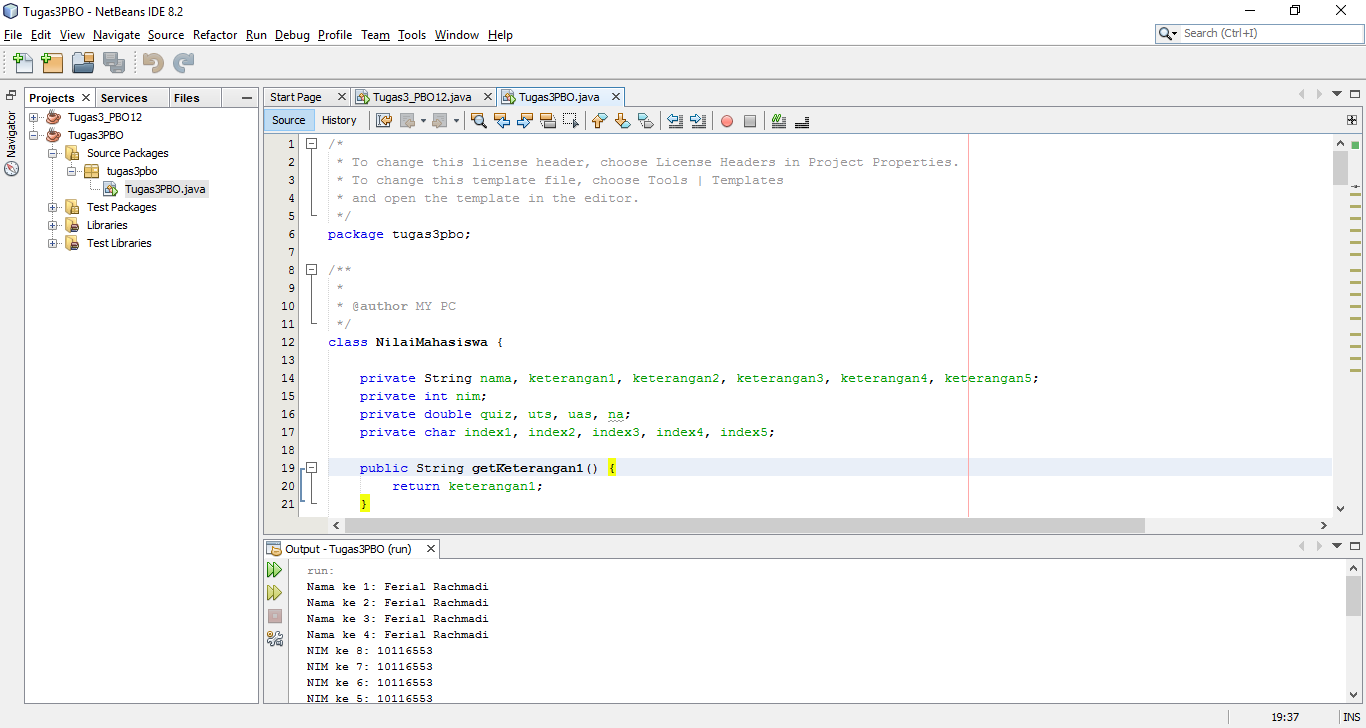 Tugas3PBO - NetBeans IDE 8.2
File Edit View Navigate Source Refactor Run Debug Profile Team Tools Window Help
Search (Ctrl+I)
Navigator
Projects Services Files
Tugas3_PBO12
Tugas3PBO
Source Packages
tugas3pbo
Tugas3PBO.java
Test Packages
Libraries
Test Libraries
Start Page Tugas3_PBO12.java Tugas3PBO.java
Source History
1 /*
2 * To change this license header, choose License Headers in Project Properties.
3 * To change this template file, choose Tools | Templates
4 * and open the template in the editor.
5 */
6 package tugas3pbo;
7
8 /**
9 *
10 * @author MY PC
11 */
12 class NilaiMahasiswa {
13
14 private String nama, keterangan1, keterangan2, keterangan3, keterangan4, keterangan5;
15 private int nim;
16 private double quiz, uts, uas, na;
17 private char index1, index2, index3, index4, index5;
18
19 public String getKeterangan1() {
20 return keterangan1;
21 }
Output - Tugas3PBO (run)
run:
Nama ke 1: Ferial Rachmadi
Nama ke 2: Ferial Rachmadi
Nama ke 3: Ferial Rachmadi
Nama ke 4: Ferial Rachmadi
NIM ke 8: 10116553
NIM ke 7: 10116553
NIM ke 6: 10116553
NIM ke 5: 10116553
19:37 INS